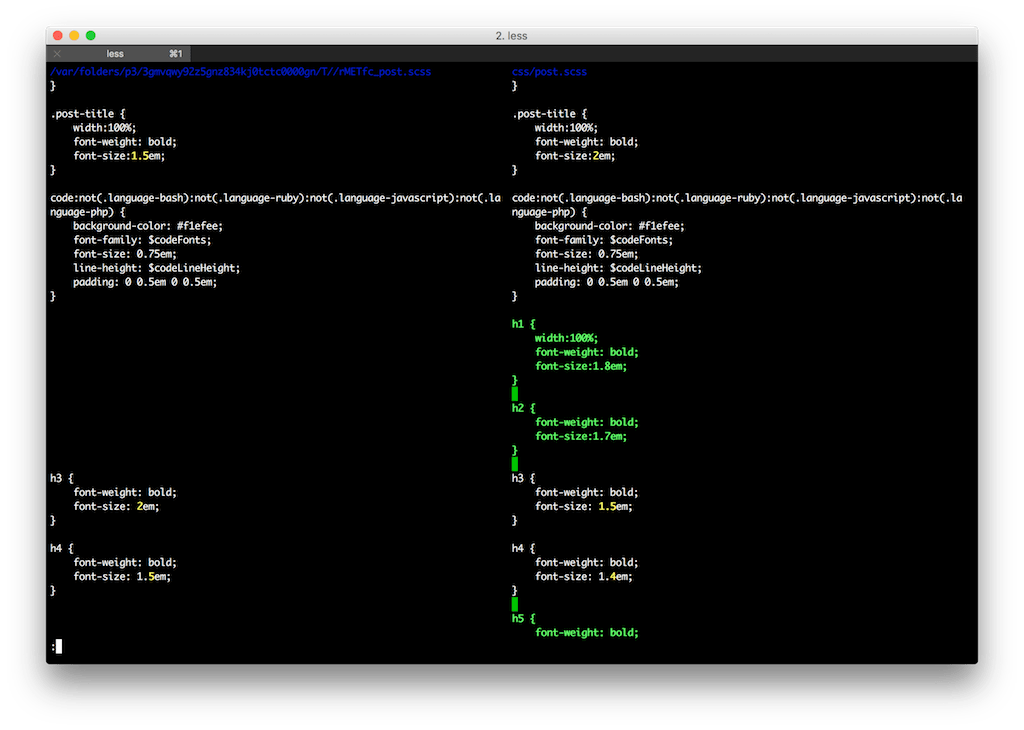 2. less
less ⌘1
/var/folders/p3/3gmvqwy92z5gnz834kj0tctc0000gn/T//rMETfc_post.scss css/post.scss
} }
.post-title { .post-title {
width:100%; width:100%;
font-weight: bold; font-weight: bold;
font-size:1.5em; font-size:2em;
} }
code:not(.language-bash):not(.language-ruby):not(.language-javascript):not(.la code:not(.language-bash):not(.language-ruby):not(.language-javascript):not(.la
nguage-php) { nguage-php) {
background-color: #f1efee; background-color: #f1efee;
font-family: $codeFonts; font-family: $codeFonts;
font-size: 0.75em; font-size: 0.75em;
line-height: $codeLineHeight; line-height: $codeLineHeight;
padding: 0 0.5em 0 0.5em; padding: 0 0.5em 0 0.5em;
} }
h1 {
width:100%;
font-weight: bold;
font-size:1.8em;
}
h2 {
font-weight: bold;
font-size:1.7em;
}
h3 { h3 {
font-weight: bold; font-weight: bold;
font-size: 2em; font-size: 1.5em;
} }
h4 { h4 {
font-weight: bold; font-weight: bold;
font-size: 1.5em; font-size: 1.4em;
} }
h5 {
font-weight: bold;
: